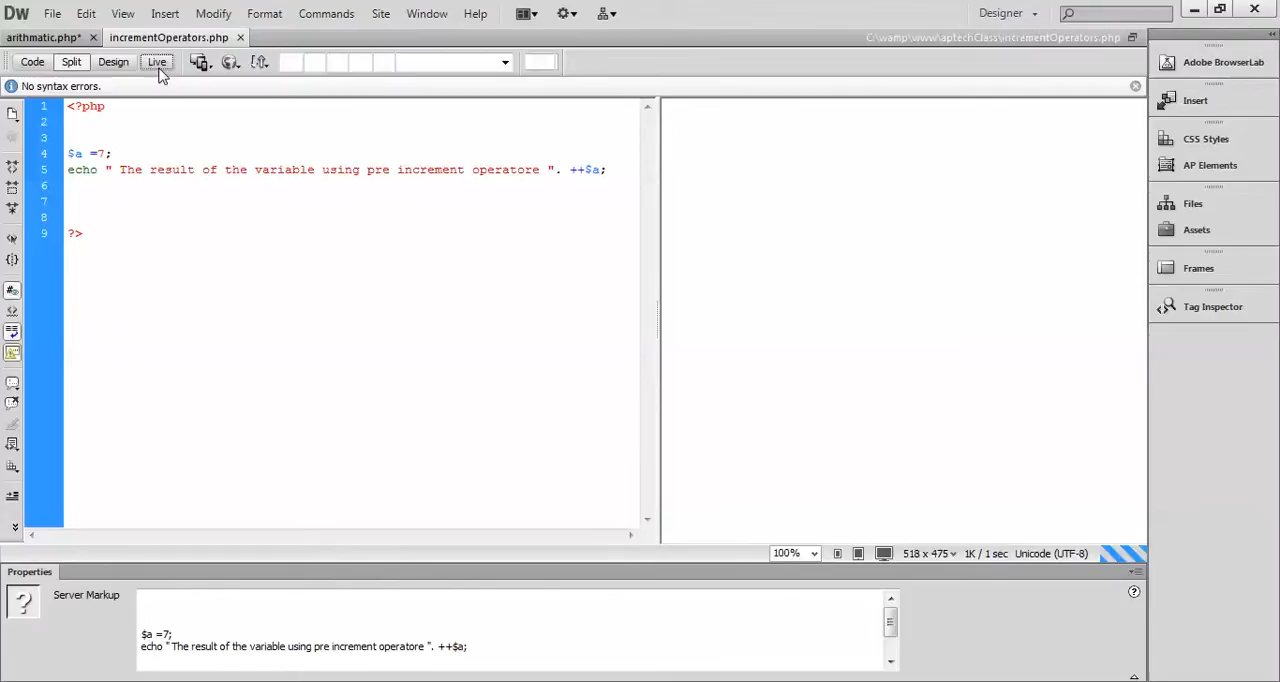 Dw File Edit View Insert Modify Format Commands Site Window Help Designer
arithmatic.php* incrementOperators.php C:\wamp\www\aptechClass\incrementOperators.php
Code Split Design Live
No syntax errors.
1 <?php
2
3
4 $a =7;
5 echo " The result of the variable using pre increment operatore ". ++$a;
6
7
8
9 ?>
Adobe BrowserLab
Insert
CSS Styles
AP Elements
Files
Assets
Frames
Tag Inspector
100% 518 x 475 1K / 1 sec Unicode (UTF-8)
Properties
? Server Markup
$a =7;
echo " The result of the variable using pre increment operatore ". ++$a;